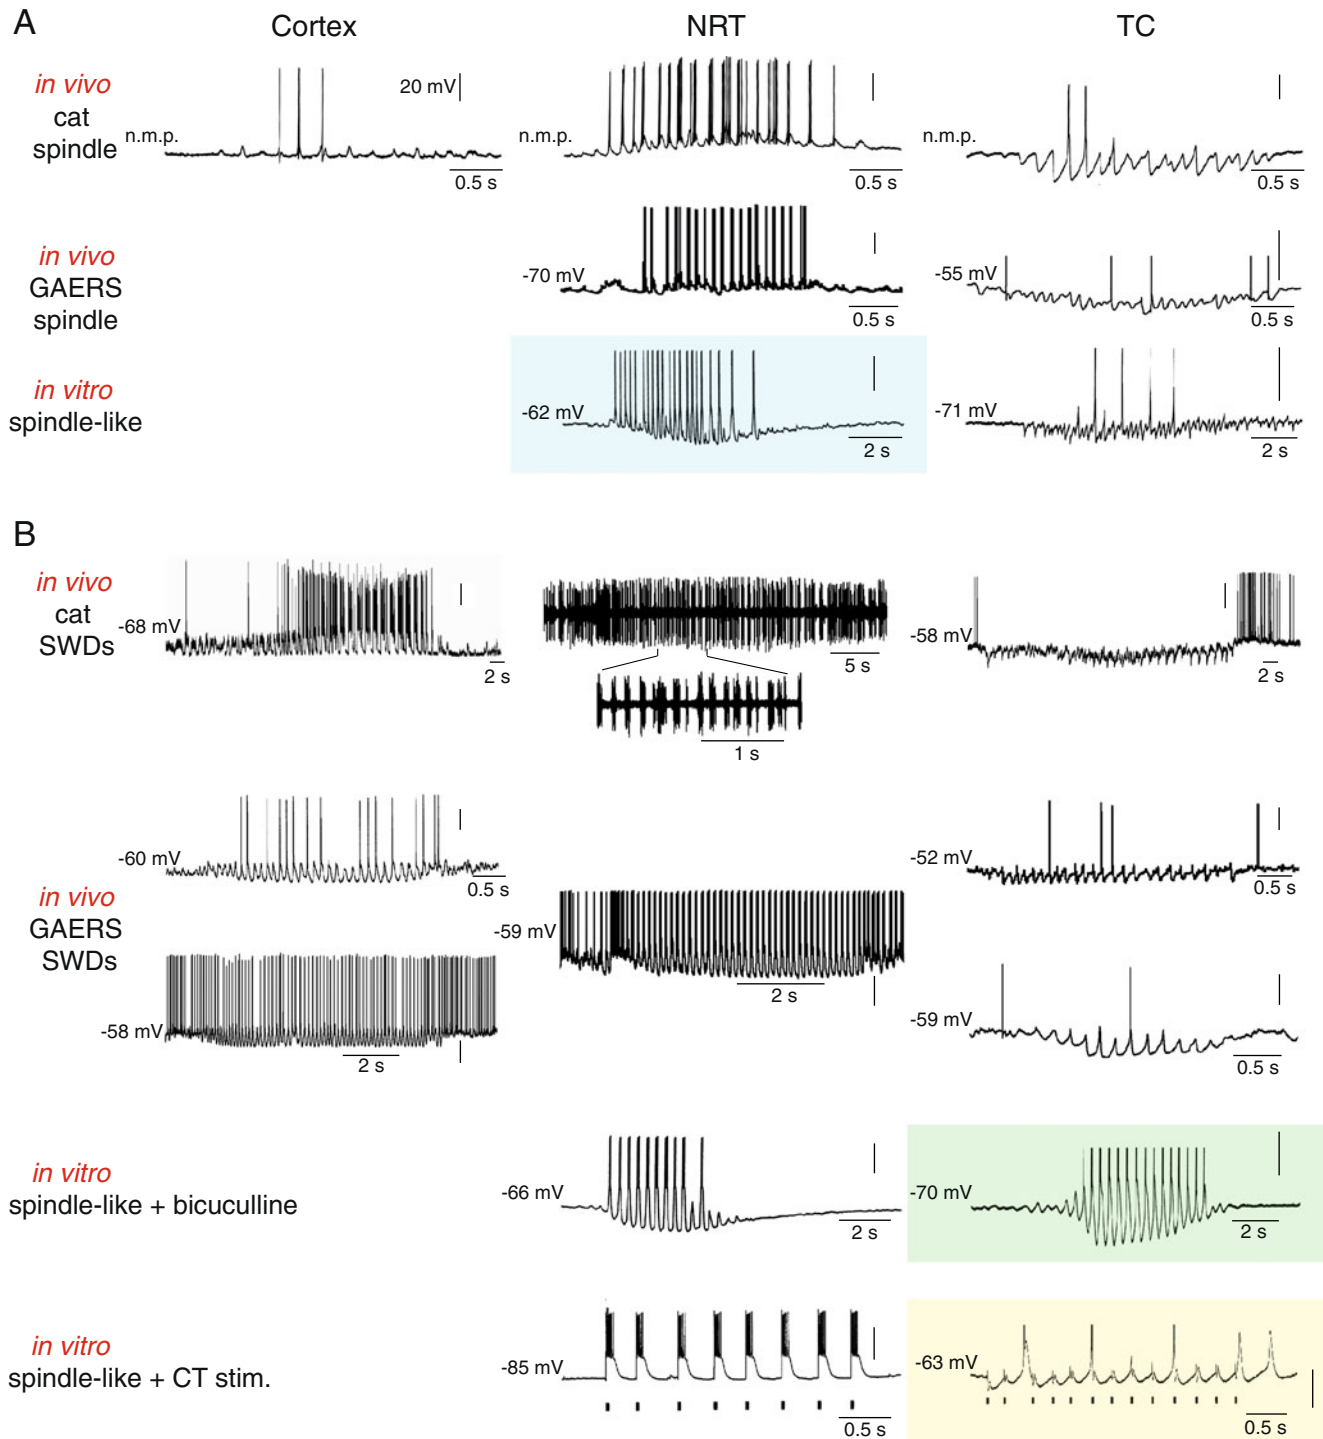 A
Cortex
NRT
TC
in vivo
cat
spindle
n.m.p.
20 mV
0.5 s
n.m.p.
0.5 s
n.m.p.
0.5 s
in vivo
GAERS
spindle
-70 mV
0.5 s
-55 mV
0.5 s
in vitro
spindle-like
-62 mV
2 s
-71 mV
2 s
B
in vivo
cat
SWDs
-68 mV
2 s
5 s
1 s
-58 mV
2 s
in vivo
GAERS
SWDs
-60 mV
0.5 s
-58 mV
2 s
-59 mV
2 s
-52 mV
0.5 s
-59 mV
0.5 s
in vitro
spindle-like + bicuculline
-66 mV
2 s
-70 mV
2 s
in vitro
spindle-like + CT stim.
-85 mV
0.5 s
-63 mV
0.5 s